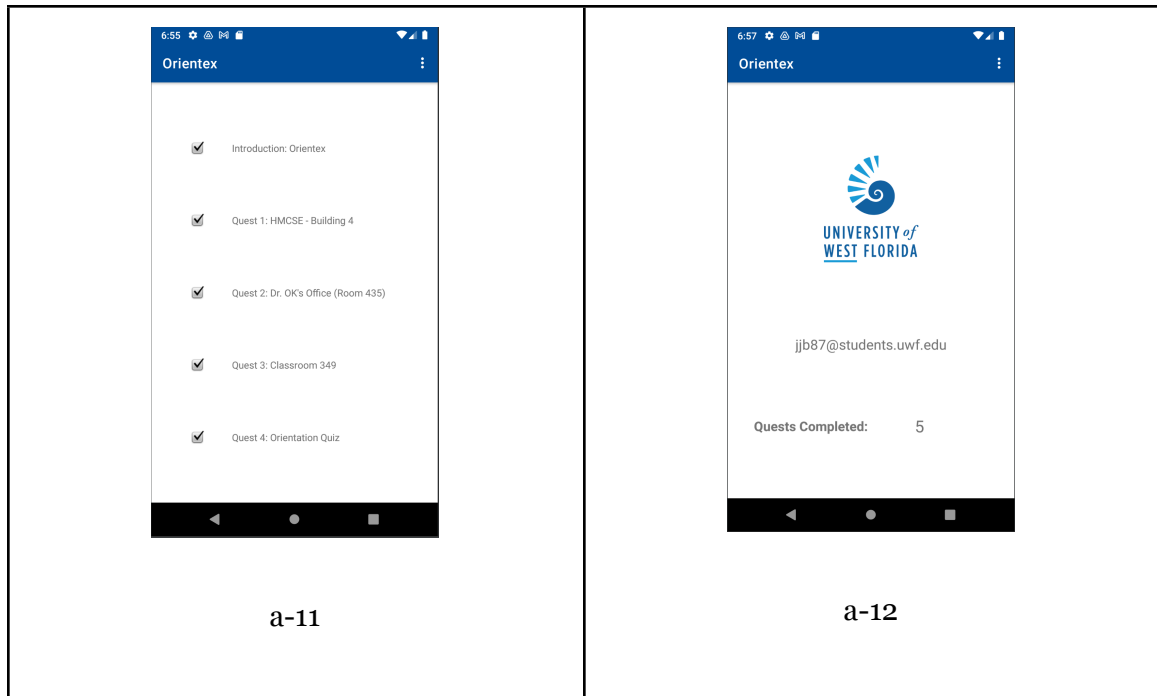 6:55
Orientex
Introduction: Orientex
Quest 1: HMCSE - Building 4
Quest 2: Dr. OK's Office (Room 435)
Quest 3: Classroom 349
Quest 4: Orientation Quiz
a-11
6:57
Orientex
UNIVERSITY of
WEST FLORIDA
jjb87@students.uwf.edu
Quests Completed: 5
a-12